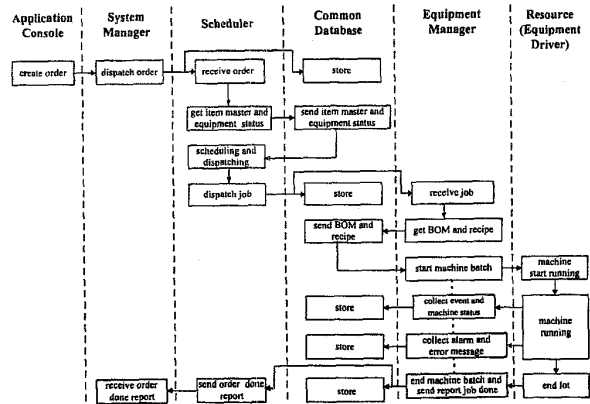 Application
Console
System
Manager
Scheduler
Common
Database
Equipment
Manager
Resource
(Equipment
Driver)
create order
dispatch order
receive order
store
get item master and
equipment status
send item master and
equipment status
scheduling and
dispatching
dispatch job
store
receive job
send BOM and
recipe
get BOM and recipe
start machine batch
machine
start running
store
collect event and
machine status
machine
running
store
collect alarm and
error message
receive order
done report
send order done
report
store
end machine batch and
send report job done
end lot